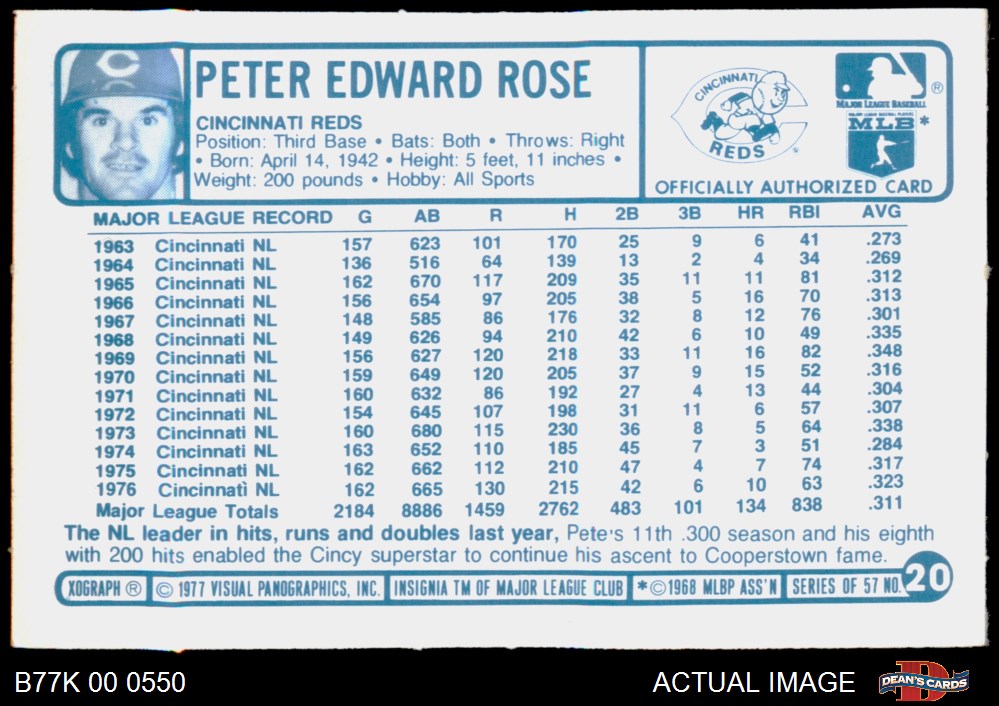 PETER EDWARD ROSE
CINCINNATI REDS
Position: Third Base • Bats: Both • Throws: Right
• Born: April 14, 1942 • Height: 5 feet, 11 inches •
Weight: 200 pounds • Hobby: All Sports
C
CINCINNATI
REDS
®
MAJOR LEAGUE BASEBALL
MAJOR LEAGUE BASEBALL PLAYERS
MLB *
OFFICIALLY AUTHORIZED CARD
MAJOR LEAGUE RECORD G AB R H 2B 3B HR RBI AVG
1963 Cincinnati NL 157 623 101 170 25 9 6 41 .273
1964 Cincinnati NL 136 516 64 139 13 2 4 34 .269
1965 Cincinnati NL 162 670 117 209 35 11 11 81 .312
1966 Cincinnati NL 156 654 97 205 38 5 16 70 .313
1967 Cincinnati NL 148 585 86 176 32 8 12 76 .301
1968 Cincinnati NL 149 626 94 210 42 6 10 49 .335
1969 Cincinnati NL 156 627 120 218 33 11 16 82 .348
1970 Cincinnati NL 159 649 120 205 37 9 15 52 .316
1971 Cincinnati NL 160 632 86 192 27 4 13 44 .304
1972 Cincinnati NL 154 645 107 198 31 11 6 57 .307
1973 Cincinnati NL 160 680 115 230 36 8 5 64 .338
1974 Cincinnati NL 163 652 110 185 45 7 3 51 .284
1975 Cincinnati NL 162 662 112 210 47 4 7 74 .317
1976 Cincinnati NL 162 665 130 215 42 6 10 63 .323
Major League Totals 2184 8886 1459 2762 483 101 134 838 .311
The NL leader in hits, runs and doubles last year, Pete's 11th .300 season and his eighth
with 200 hits enabled the Cincy superstar to continue his ascent to Cooperstown fame.
XOGRAPH ® © 1977 VISUAL PANOGRAPHICS, INC. INSIGNIA TM OF MAJOR LEAGUE CLUB *©1968 MLBP ASS'N SERIES OF 57 NO. 20
B77K 00 0550
ACTUAL IMAGE
D
DEAN'S CARDS